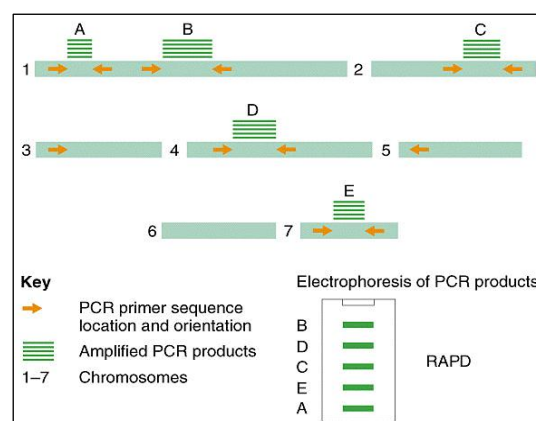 A B C
1 2
D
3 4 5
E
6 7
Key
PCR primer sequence
location and orientation
Amplified PCR products
1–7 Chromosomes
Electrophoresis of PCR products
B
D
C
E
A
RAPD